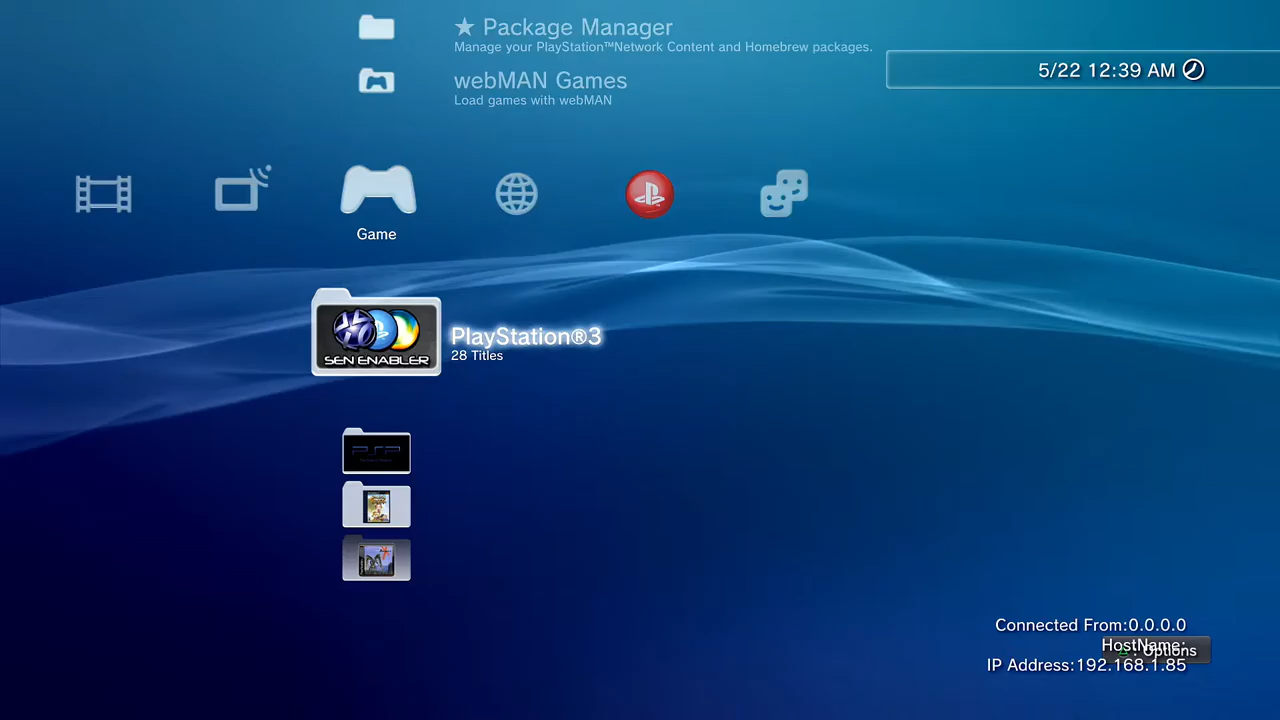 ★ Package Manager
Manage your PlayStation™Network Content and Homebrew packages.
webMAN Games
Load games with webMAN
5/22 12:39 AM
Game
SEN ENABLER
PlayStation®3
28 Titles
PSP
Connected From:0.0.0.0
HostName:
: Options
IP Address:192.168.1.85